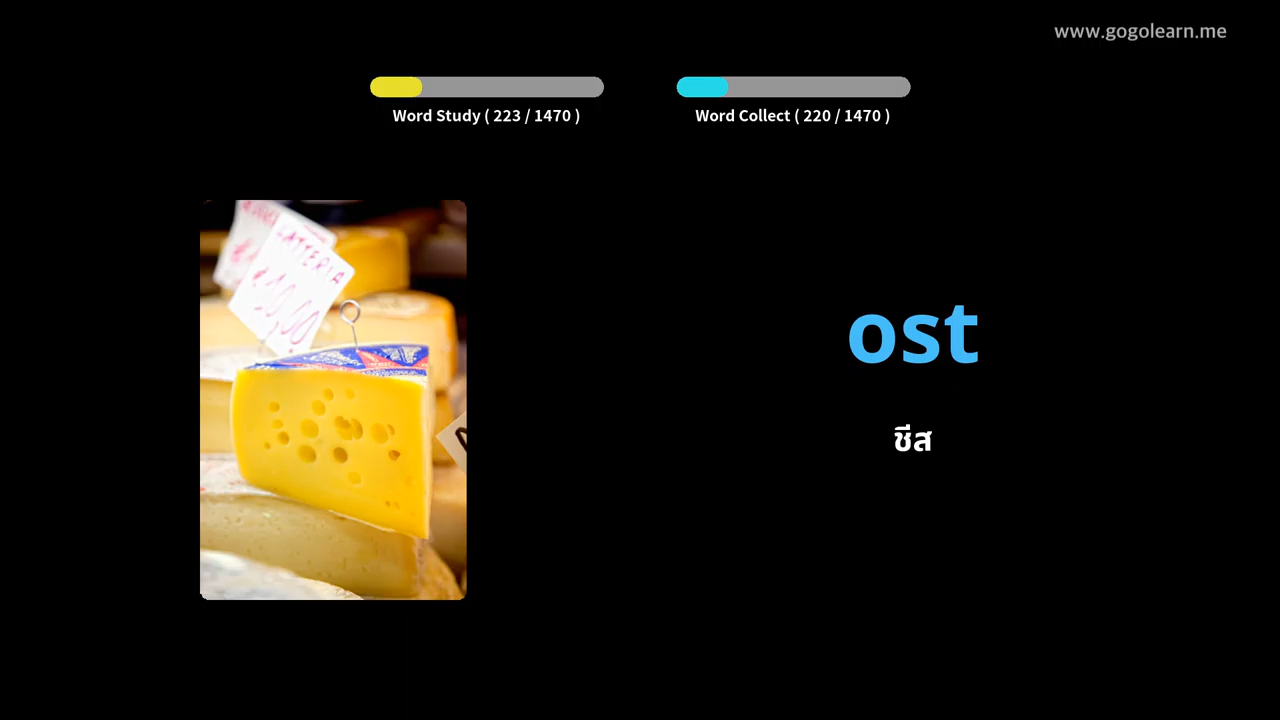 www.gogolearn.me
Word Study ( 223 / 1470 )
Word Collect ( 220 / 1470 )
LATTERIA
ost
ชีส